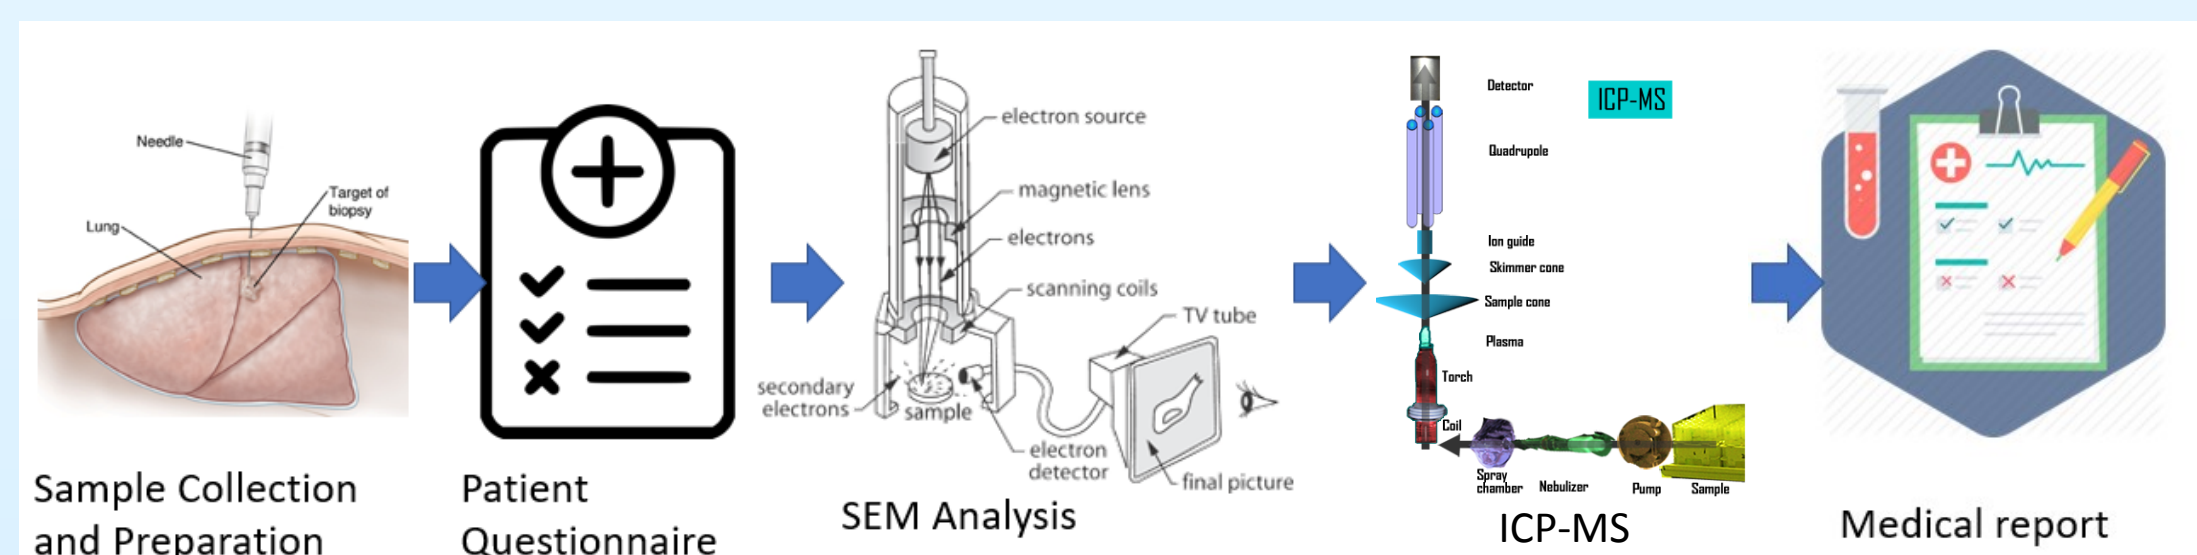 Needle
Target of
biopsy
Lung
Sample Collection
and Preparation
Patient
Questionnaire
electron source
magnetic lens
electrons
scanning coils
TV tube
secondary
electrons
sample
electron
detector
final picture
SEM Analysis
Detector
ICP-MS
Quadrupole
Ion guide
Skimmer cone
Sample cone
Plasma
Torch
Coil
Spray
chamber
Nebulizer
Pump
Sample
ICP-MS
Medical report